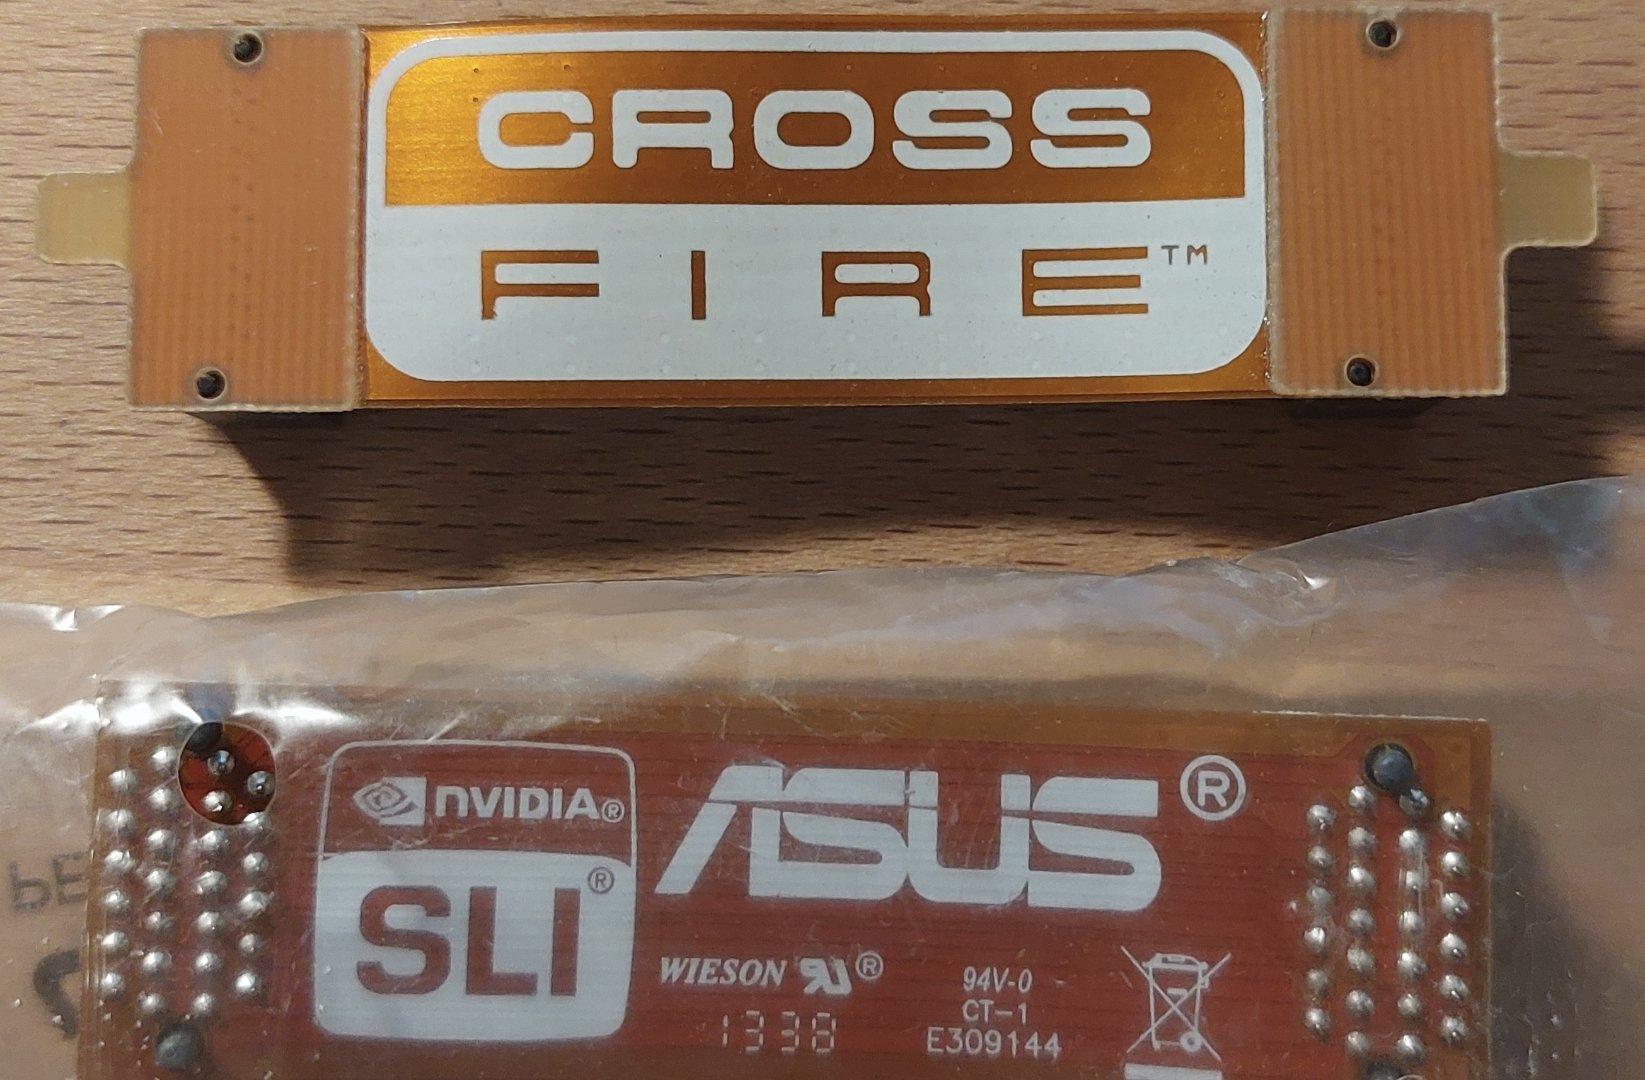 CROSS
FIRE™
NVIDIA®
SLI®
ASUS®
WIESON ®
1338
94V-0
CT-1
E309144